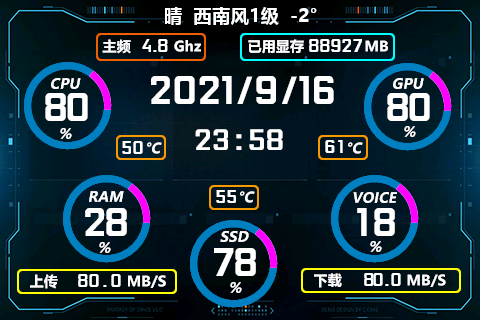 晴 西南风1级 -2°
主频 4.8 Ghz
已用显存 88927 MB
CPU
80
%
2021/9/16
GPU
80
%
50℃
23:58
61℃
RAM
28
%
55℃
VOICE
18
%
SSD
78
%
上传 80.0 MB/S
下载 80.0 MB/S